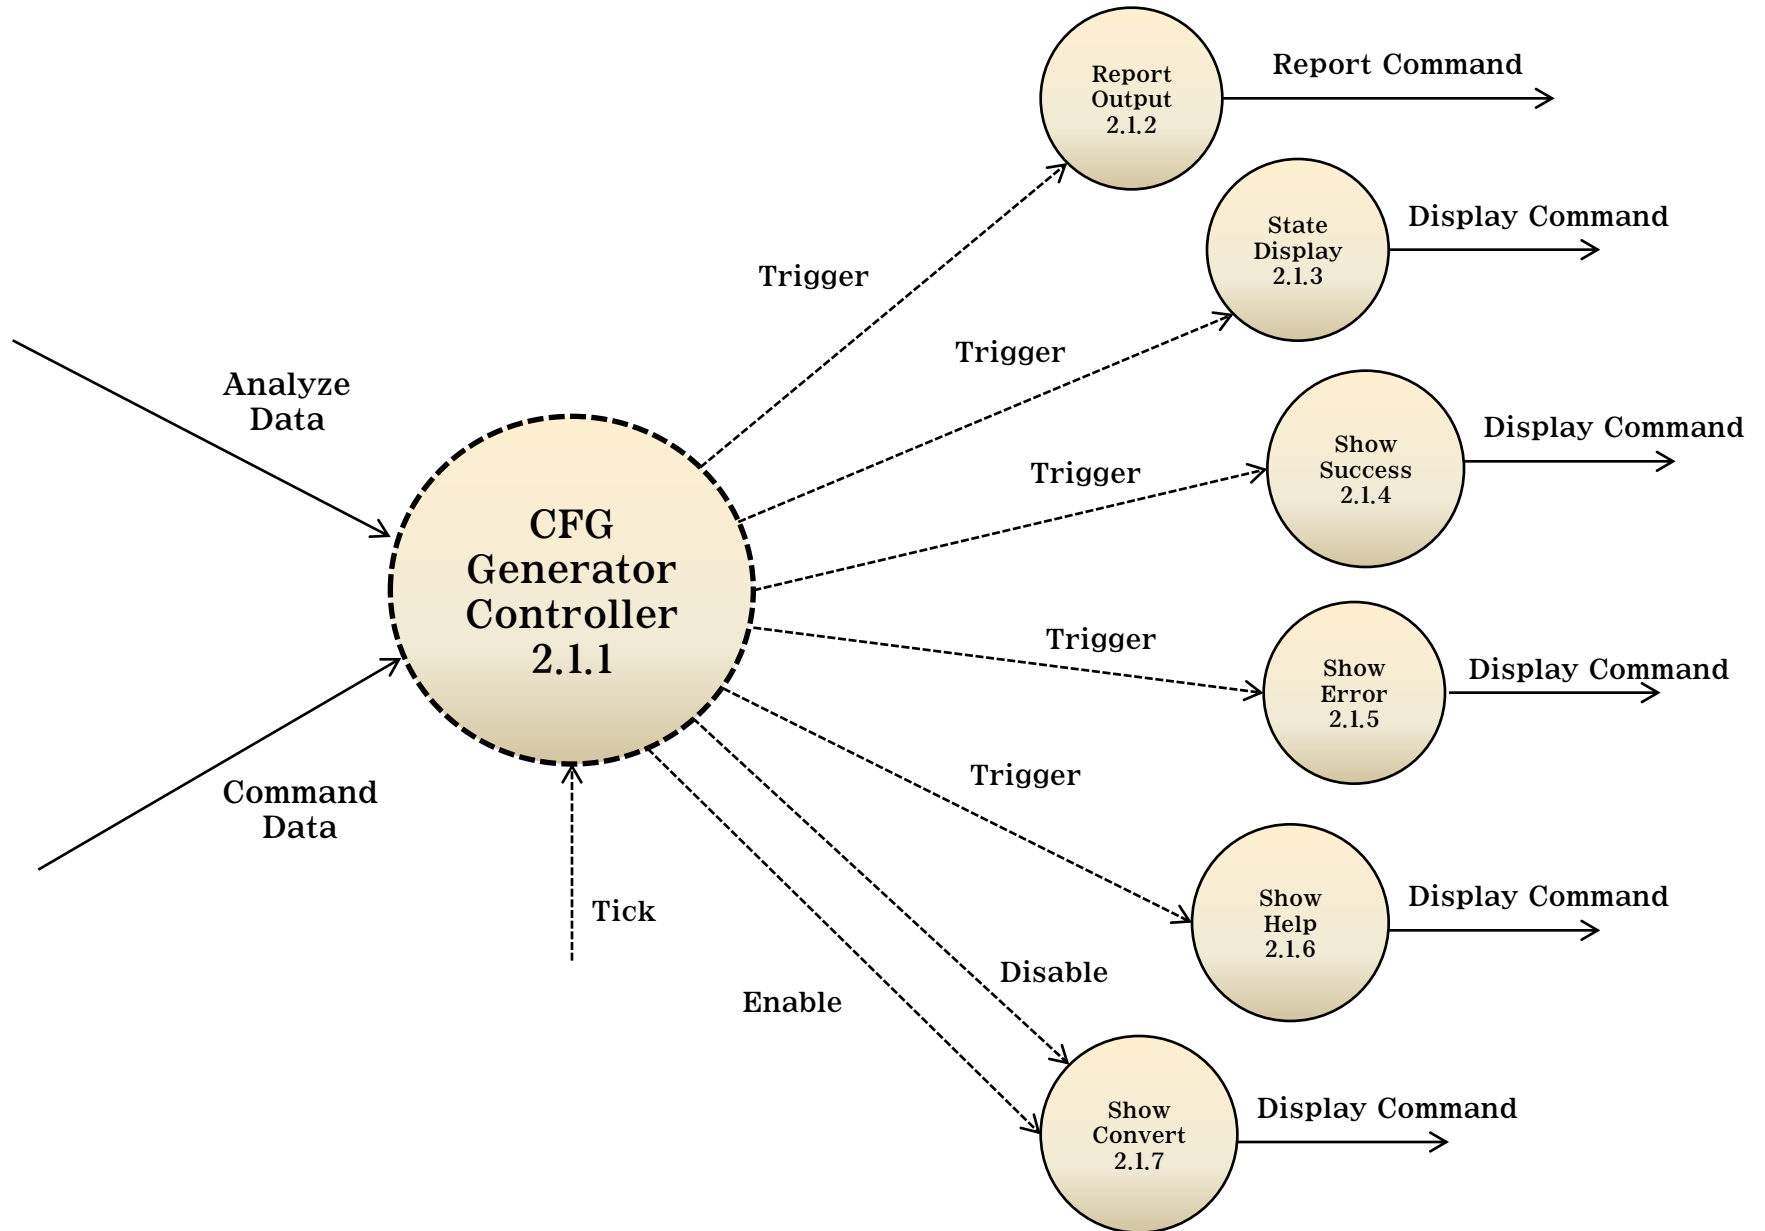 Report
Output
2.1.2
Report Command
State
Display
2.1.3
Display Command
Trigger
Trigger
Analyze
Data
Show
Success
2.1.4
Display Command
Trigger
CFG
Generator
Controller
2.1.1
Trigger
Show
Error
2.1.5
Display Command
Command
Data
Trigger
Tick
Show
Help
2.1.6
Display Command
Disable
Enable
Show
Convert
2.1.7
Display Command